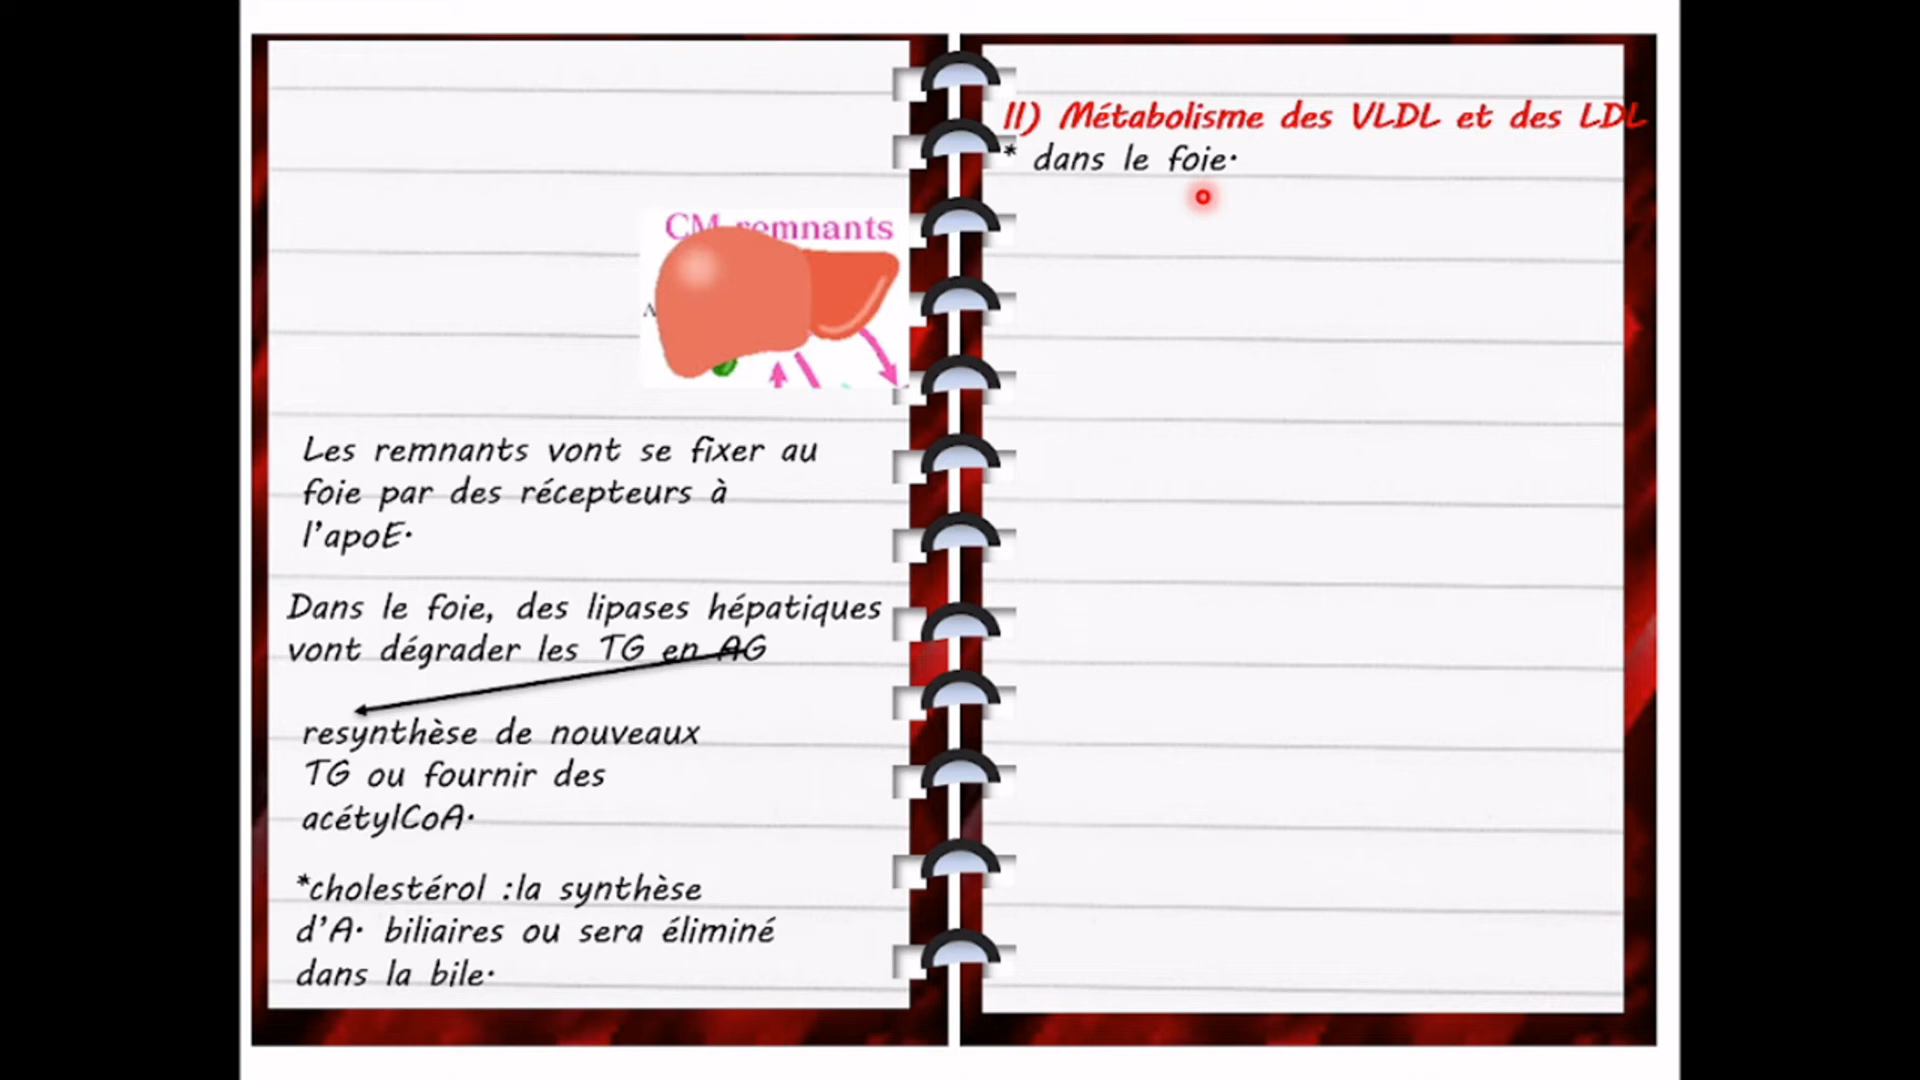 CM remnants
Les remnants vont se fixer au
foie par des récepteurs à
l'apoE.
Dans le foie, des lipases hépatiques
vont dégrader les TG en AG
resynthèse de nouveaux
TG ou fournir des
acétylCoA.
*cholestérol :la synthèse
d'A. biliaires ou sera éliminé
dans la bile.
II) Métabolisme des VLDL et des LDL
* dans le foie.